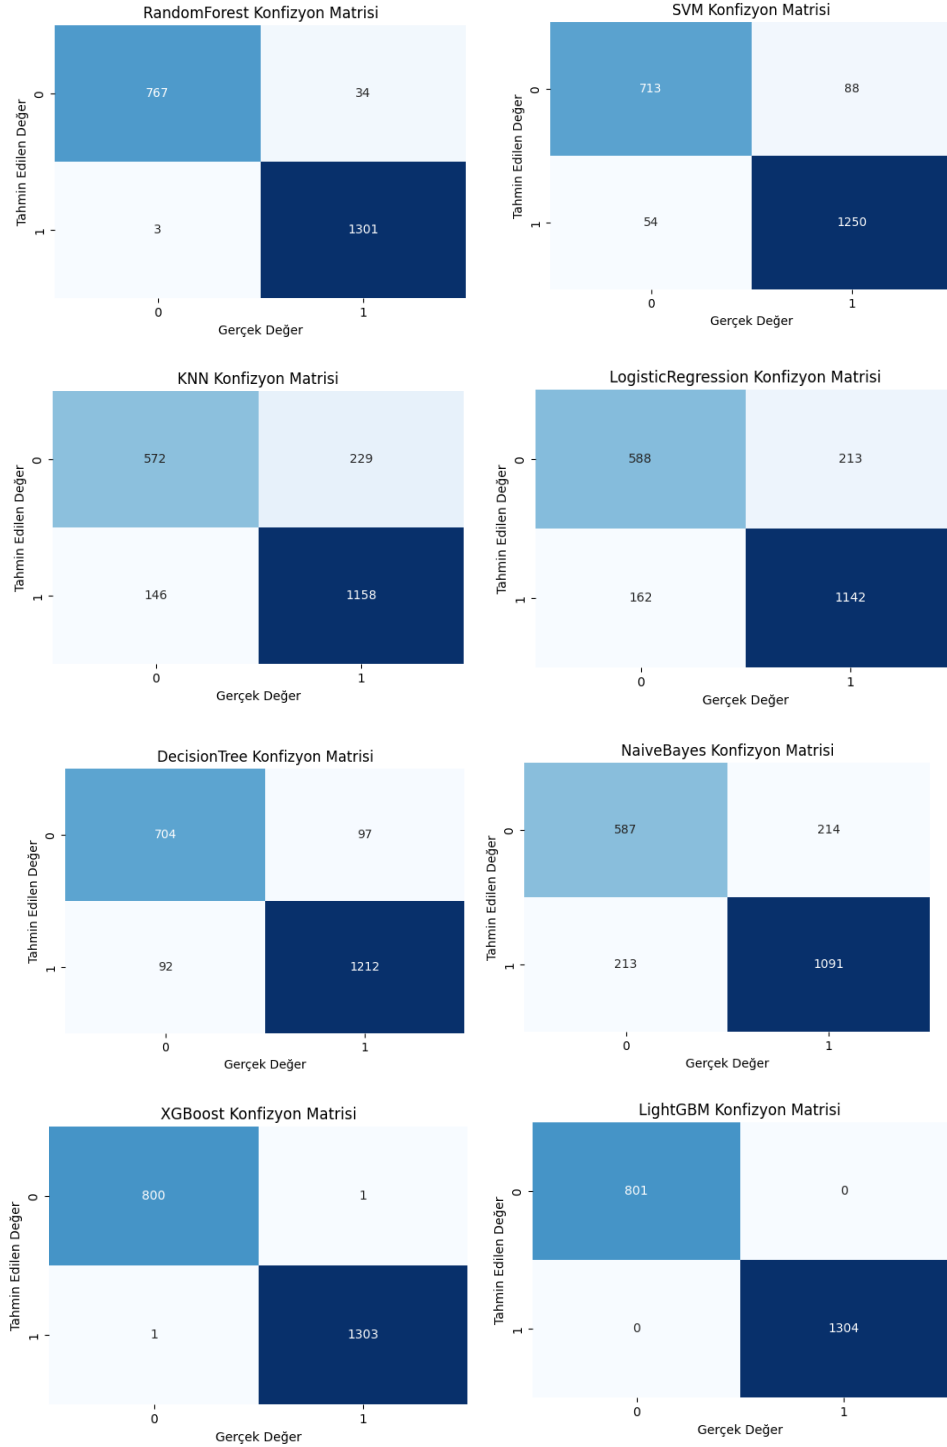 RandomForest Konfizyon Matrisi
Tahmin Edilen Değer
0
767
34
1
3
1301
0
1
Gerçek Değer
SVM Konfizyon Matrisi
Tahmin Edilen Değer
0
713
88
1
54
1250
0
1
Gerçek Değer
KNN Konfizyon Matrisi
Tahmin Edilen Değer
0
572
229
1
146
1158
0
1
Gerçek Değer
LogisticRegression Konfizyon Matrisi
Tahmin Edilen Değer
0
588
213
1
162
1142
0
1
Gerçek Değer
DecisionTree Konfizyon Matrisi
Tahmin Edilen Değer
0
704
97
1
92
1212
0
1
Gerçek Değer
NaiveBayes Konfizyon Matrisi
Tahmin Edilen Değer
0
587
214
1
213
1091
0
1
Gerçek Değer
XGBoost Konfizyon Matrisi
Tahmin Edilen Değer
0
800
1
1
1
1303
0
1
Gerçek Değer
LightGBM Konfizyon Matrisi
Tahmin Edilen Değer
0
801
0
1
0
1304
0
1
Gerçek Değer